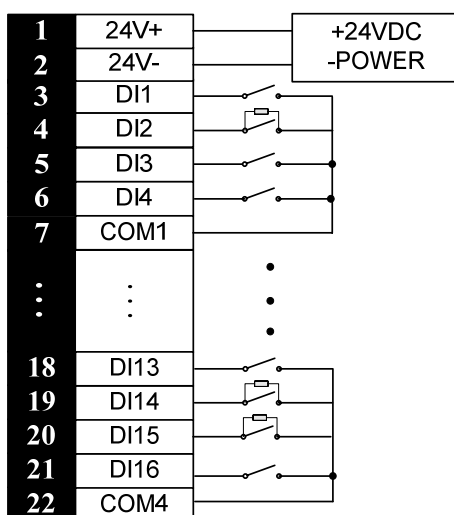 1 24V+ +24VDC
2 24V- -POWER
3 DI1
4 DI2
5 DI3
6 DI4
7 COM1
18 DI13
19 DI14
20 DI15
21 DI16
22 COM4